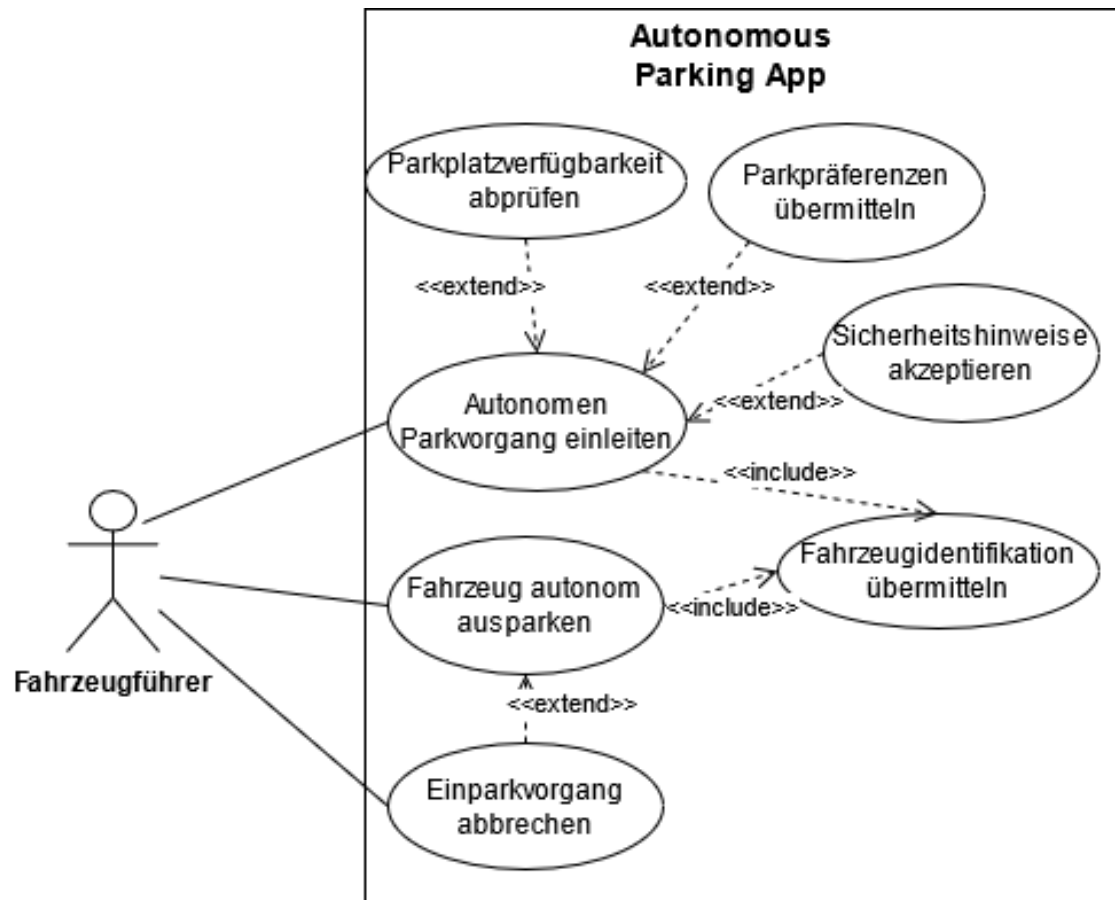 Autonomous
Parking App
Parkplatzverfügbarkeit
abprüfen
Parkpräferenzen
übermitteln
<<extend>>
<<extend>>
Sicherheitshinweise
akzeptieren
<<extend>>
Autonomen
Parkvorgang einleiten
<<include>>
Fahrzeugidentifikation
übermitteln
Fahrzeug autonom
ausparken
<<include>>
Fahrzeugführer
<<extend>>
Einparkvorgang
abbrechen